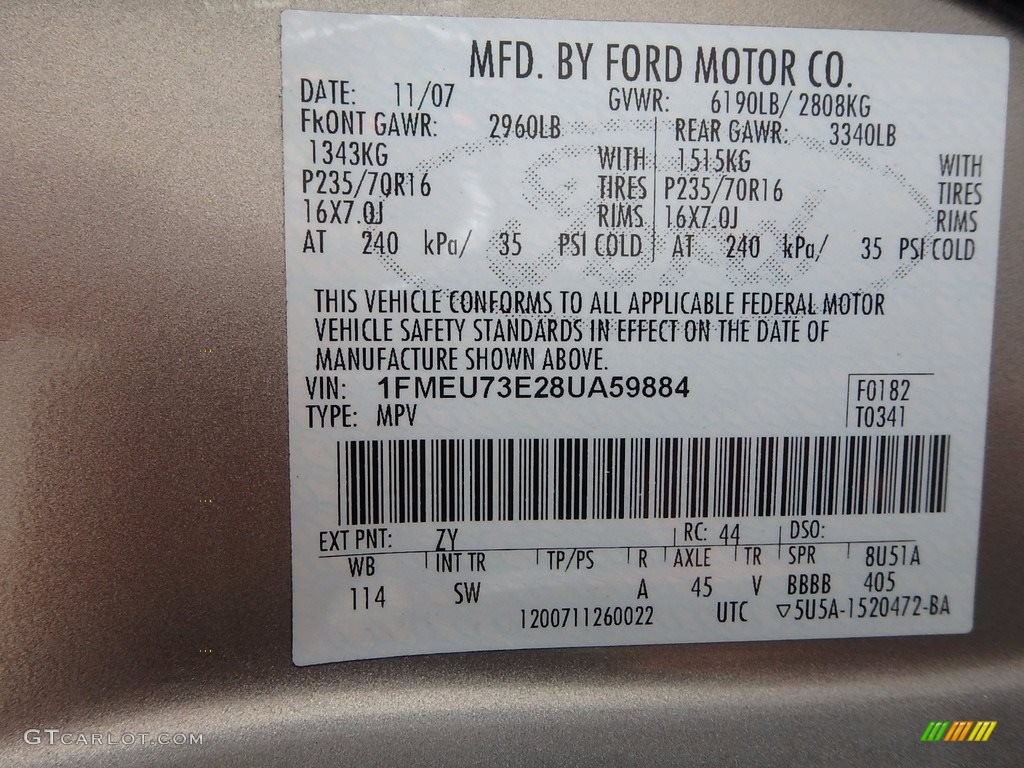 MFD. BY FORD MOTOR CO.
DATE: 11/07 GVWR: 6190LB/ 2808KG
FRONT GAWR: 2960LB REAR GAWR: 3340LB
1343KG WITH 1515KG WITH
P235/70R16 TIRES P235/70R16 TIRES
16X7.0J RIMS 16X7.0J RIMS
AT 240 kPa/ 35 PSI COLD AT 240 kPa/ 35 PSI COLD
THIS VEHICLE CONFORMS TO ALL APPLICABLE FEDERAL MOTOR
VEHICLE SAFETY STANDARDS IN EFFECT ON THE DATE OF
MANUFACTURE SHOWN ABOVE.
VIN: 1FMEU73E28UA59884 F0182
TYPE: MPV T0341
EXT PNT: ZY RC: 44 DSO:
WB INT TR TP/PS R AXLE TR SPR 8U51A
114 SW A 45 V BBBB 405
1200711260022 UTC ▽5U5A-1520472-BA
GTCARLOT.COM